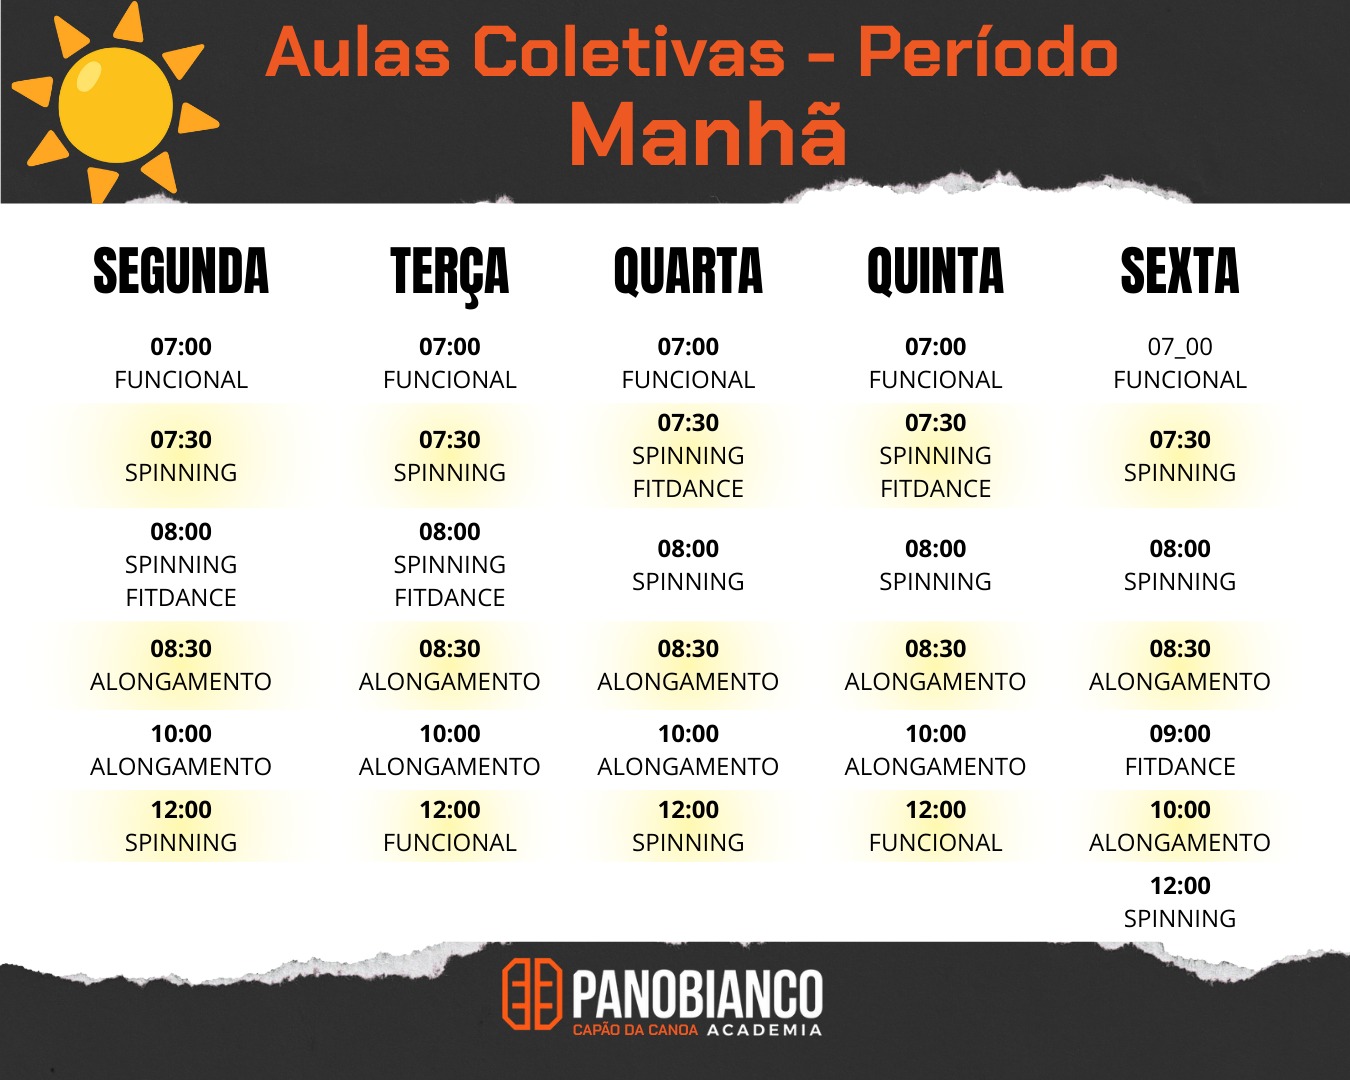 Aulas Coletivas - Período
Manhã
SEGUNDA TERÇA QUARTA QUINTA SEXTA
07:00 07:00 07:00 07:00 07_00
FUNCIONAL FUNCIONAL FUNCIONAL FUNCIONAL FUNCIONAL
07:30 07:30 07:30 07:30 07:30
SPINNING SPINNING SPINNING SPINNING SPINNING
FITDANCE FITDANCE
08:00 08:00 08:00 08:00 08:00
SPINNING SPINNING SPINNING SPINNING SPINNING
FITDANCE FITDANCE
08:30 08:30 08:30 08:30 08:30
ALONGAMENTO ALONGAMENTO ALONGAMENTO ALONGAMENTO ALONGAMENTO
10:00 10:00 10:00 10:00 09:00
ALONGAMENTO ALONGAMENTO ALONGAMENTO ALONGAMENTO FITDANCE
12:00 12:00 12:00 12:00 10:00
SPINNING FUNCIONAL SPINNING FUNCIONAL ALONGAMENTO
12:00
SPINNING
PANOBIANCO
CAPÃO DA CANOA ACADEMIA